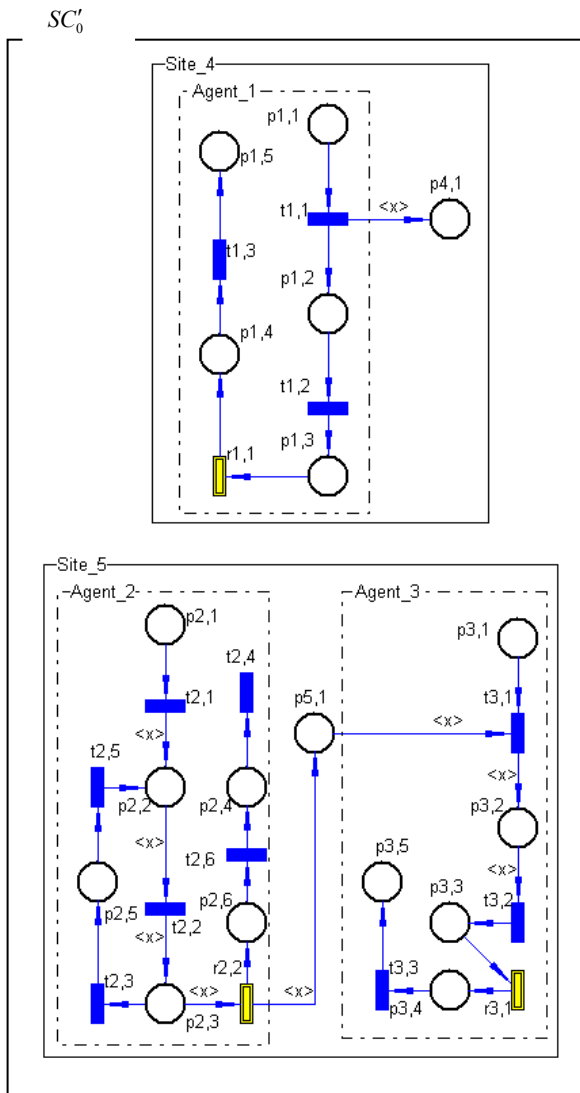 SC′₀
Site_4
Agent_1
p1,1
p1,5
p4,1
<x>
t1,1
t1,3
p1,2
p1,4
t1,2
p1,3
r1,1
Site_5
Agent_2
Agent_3
p2,1
p3,1
t2,4
t2,1
p5,1
t3,1
<x>
<x>
t2,5
<x>
p2,2
p2,4
p3,2
<x>
p3,5
<x>
t2,6
p3,3
p2,5
t2,2
p2,6
t3,2
<x>
r2,2
t2,3
t3,3
<x>
<x>
p3,4
r3,1
p2,3